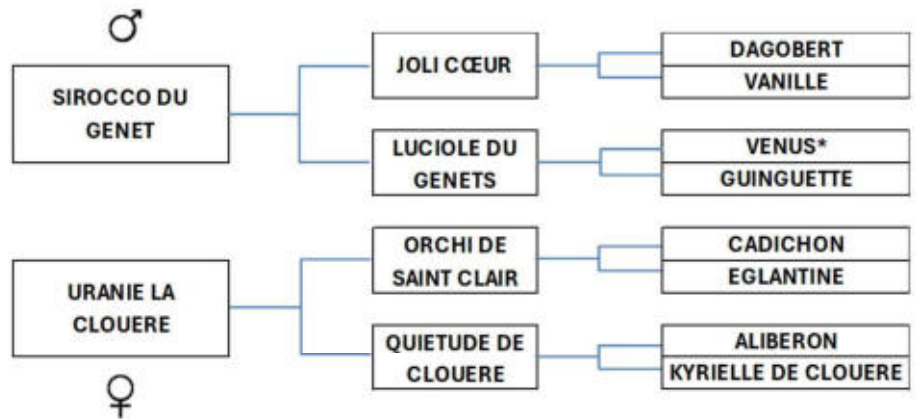 SIROCCO DU
GENET
JOLI CŒUR
DAGOBERT
VANILLE
LUCIOLE DU
GENETS
VENUS*
GUINGUETTE
URANIE LA
CLOUERE
ORCHI DE
SAINT CLAIR
CADICHON
EGLANTINE
QUIETUDE DE
CLOUERE
ALIBERON
KYRIELLE DE CLOUERE